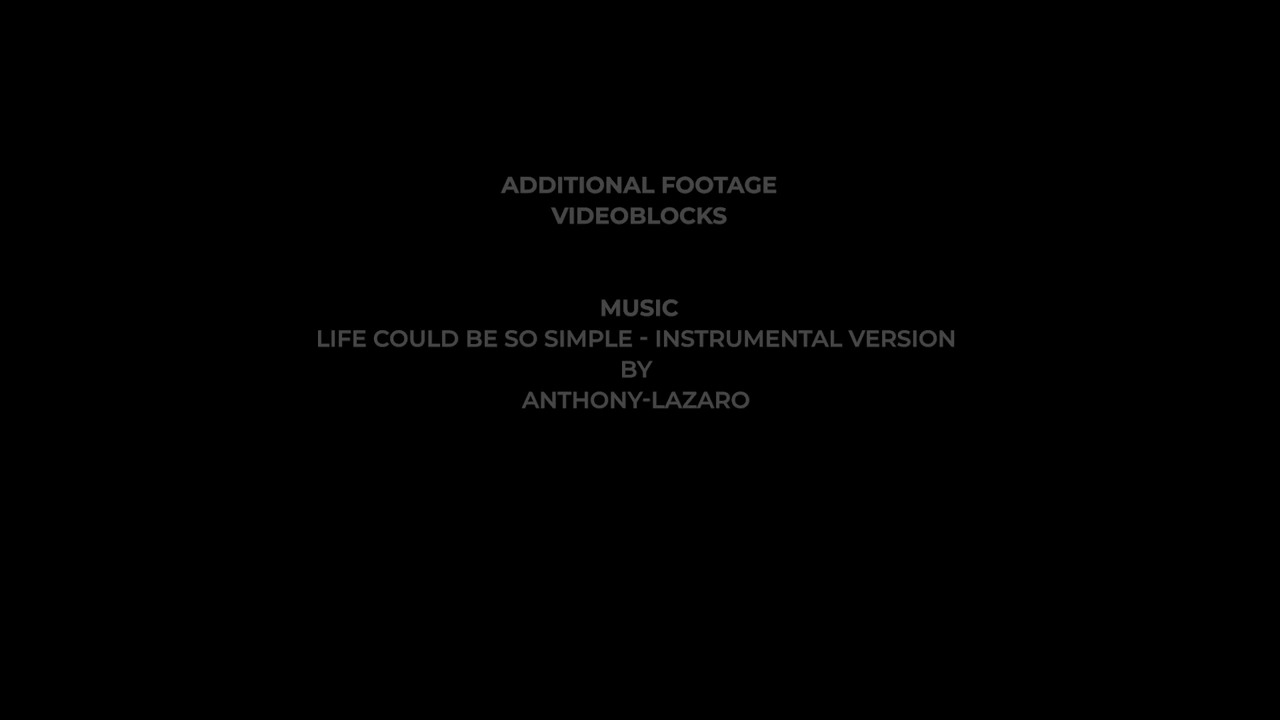 ADDITIONAL FOOTAGE
VIDEOBLOCKS
MUSIC
LIFE COULD BE SO SIMPLE - INSTRUMENTAL VERSION
BY
ANTHONY-LAZARO